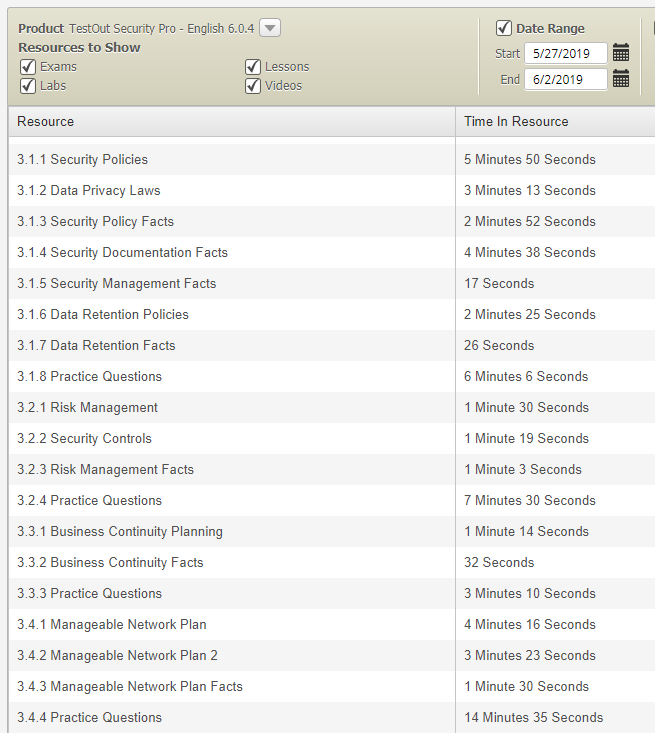 Product TestOut Security Pro - English 6.0.4
Resources to Show
Exams Lessons
Labs Videos
Date Range
Start 5/27/2019
End 6/2/2019
Resource Time In Resource
3.1.1 Security Policies 5 Minutes 50 Seconds
3.1.2 Data Privacy Laws 3 Minutes 13 Seconds
3.1.3 Security Policy Facts 2 Minutes 52 Seconds
3.1.4 Security Documentation Facts 4 Minutes 38 Seconds
3.1.5 Security Management Facts 17 Seconds
3.1.6 Data Retention Policies 2 Minutes 25 Seconds
3.1.7 Data Retention Facts 26 Seconds
3.1.8 Practice Questions 6 Minutes 6 Seconds
3.2.1 Risk Management 1 Minute 30 Seconds
3.2.2 Security Controls 1 Minute 19 Seconds
3.2.3 Risk Management Facts 1 Minute 3 Seconds
3.2.4 Practice Questions 7 Minutes 30 Seconds
3.3.1 Business Continuity Planning 1 Minute 14 Seconds
3.3.2 Business Continuity Facts 32 Seconds
3.3.3 Practice Questions 3 Minutes 10 Seconds
3.4.1 Manageable Network Plan 4 Minutes 16 Seconds
3.4.2 Manageable Network Plan 2 3 Minutes 23 Seconds
3.4.3 Manageable Network Plan Facts 1 Minute 30 Seconds
3.4.4 Practice Questions 14 Minutes 35 Seconds